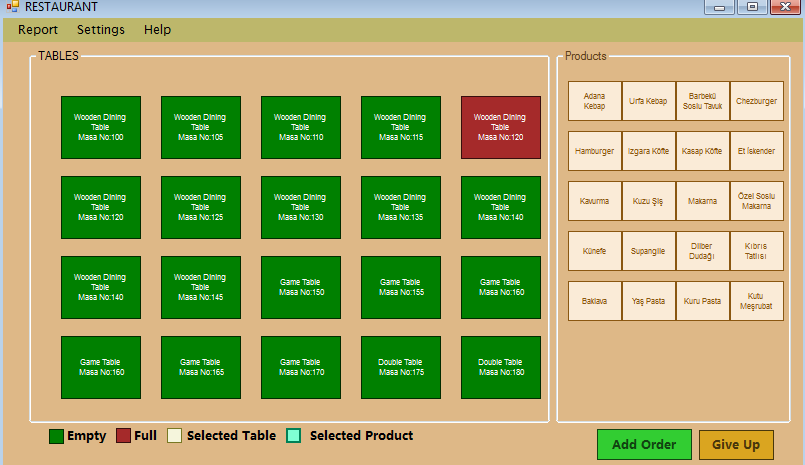 RESTAURANT
Report Settings Help
TABLES
Wooden Dining
Table
Masa No:100
Wooden Dining
Table
Masa No:105
Wooden Dining
Table
Masa No:110
Wooden Dining
Table
Masa No:115
Wooden Dining
Table
Masa No:120
Wooden Dining
Table
Masa No:120
Wooden Dining
Table
Masa No:125
Wooden Dining
Table
Masa No:130
Wooden Dining
Table
Masa No:135
Wooden Dining
Table
Masa No:140
Wooden Dining
Table
Masa No:140
Wooden Dining
Table
Masa No:145
Game Table
Masa No:150
Game Table
Masa No:155
Game Table
Masa No:160
Game Table
Masa No:160
Game Table
Masa No:165
Game Table
Masa No:170
Double Table
Masa No:175
Double Table
Masa No:180
Empty Full Selected Table Selected Product
Products
Adana
Kebap
Urfa Kebap
Barbekü
Soslu Tavuk
Chezburger
Hamburger
Izgara Köfte
Kasap Köfte
Et İskender
Kavurma
Kuzu Şiş
Makarna
Özel Soslu
Makarna
Künefe
Supangille
Dilber
Dudağı
Kıbrıs
Tatlısı
Baklava
Yaş Pasta
Kuru Pasta
Kutu
Meşrubat
Add Order
Give Up